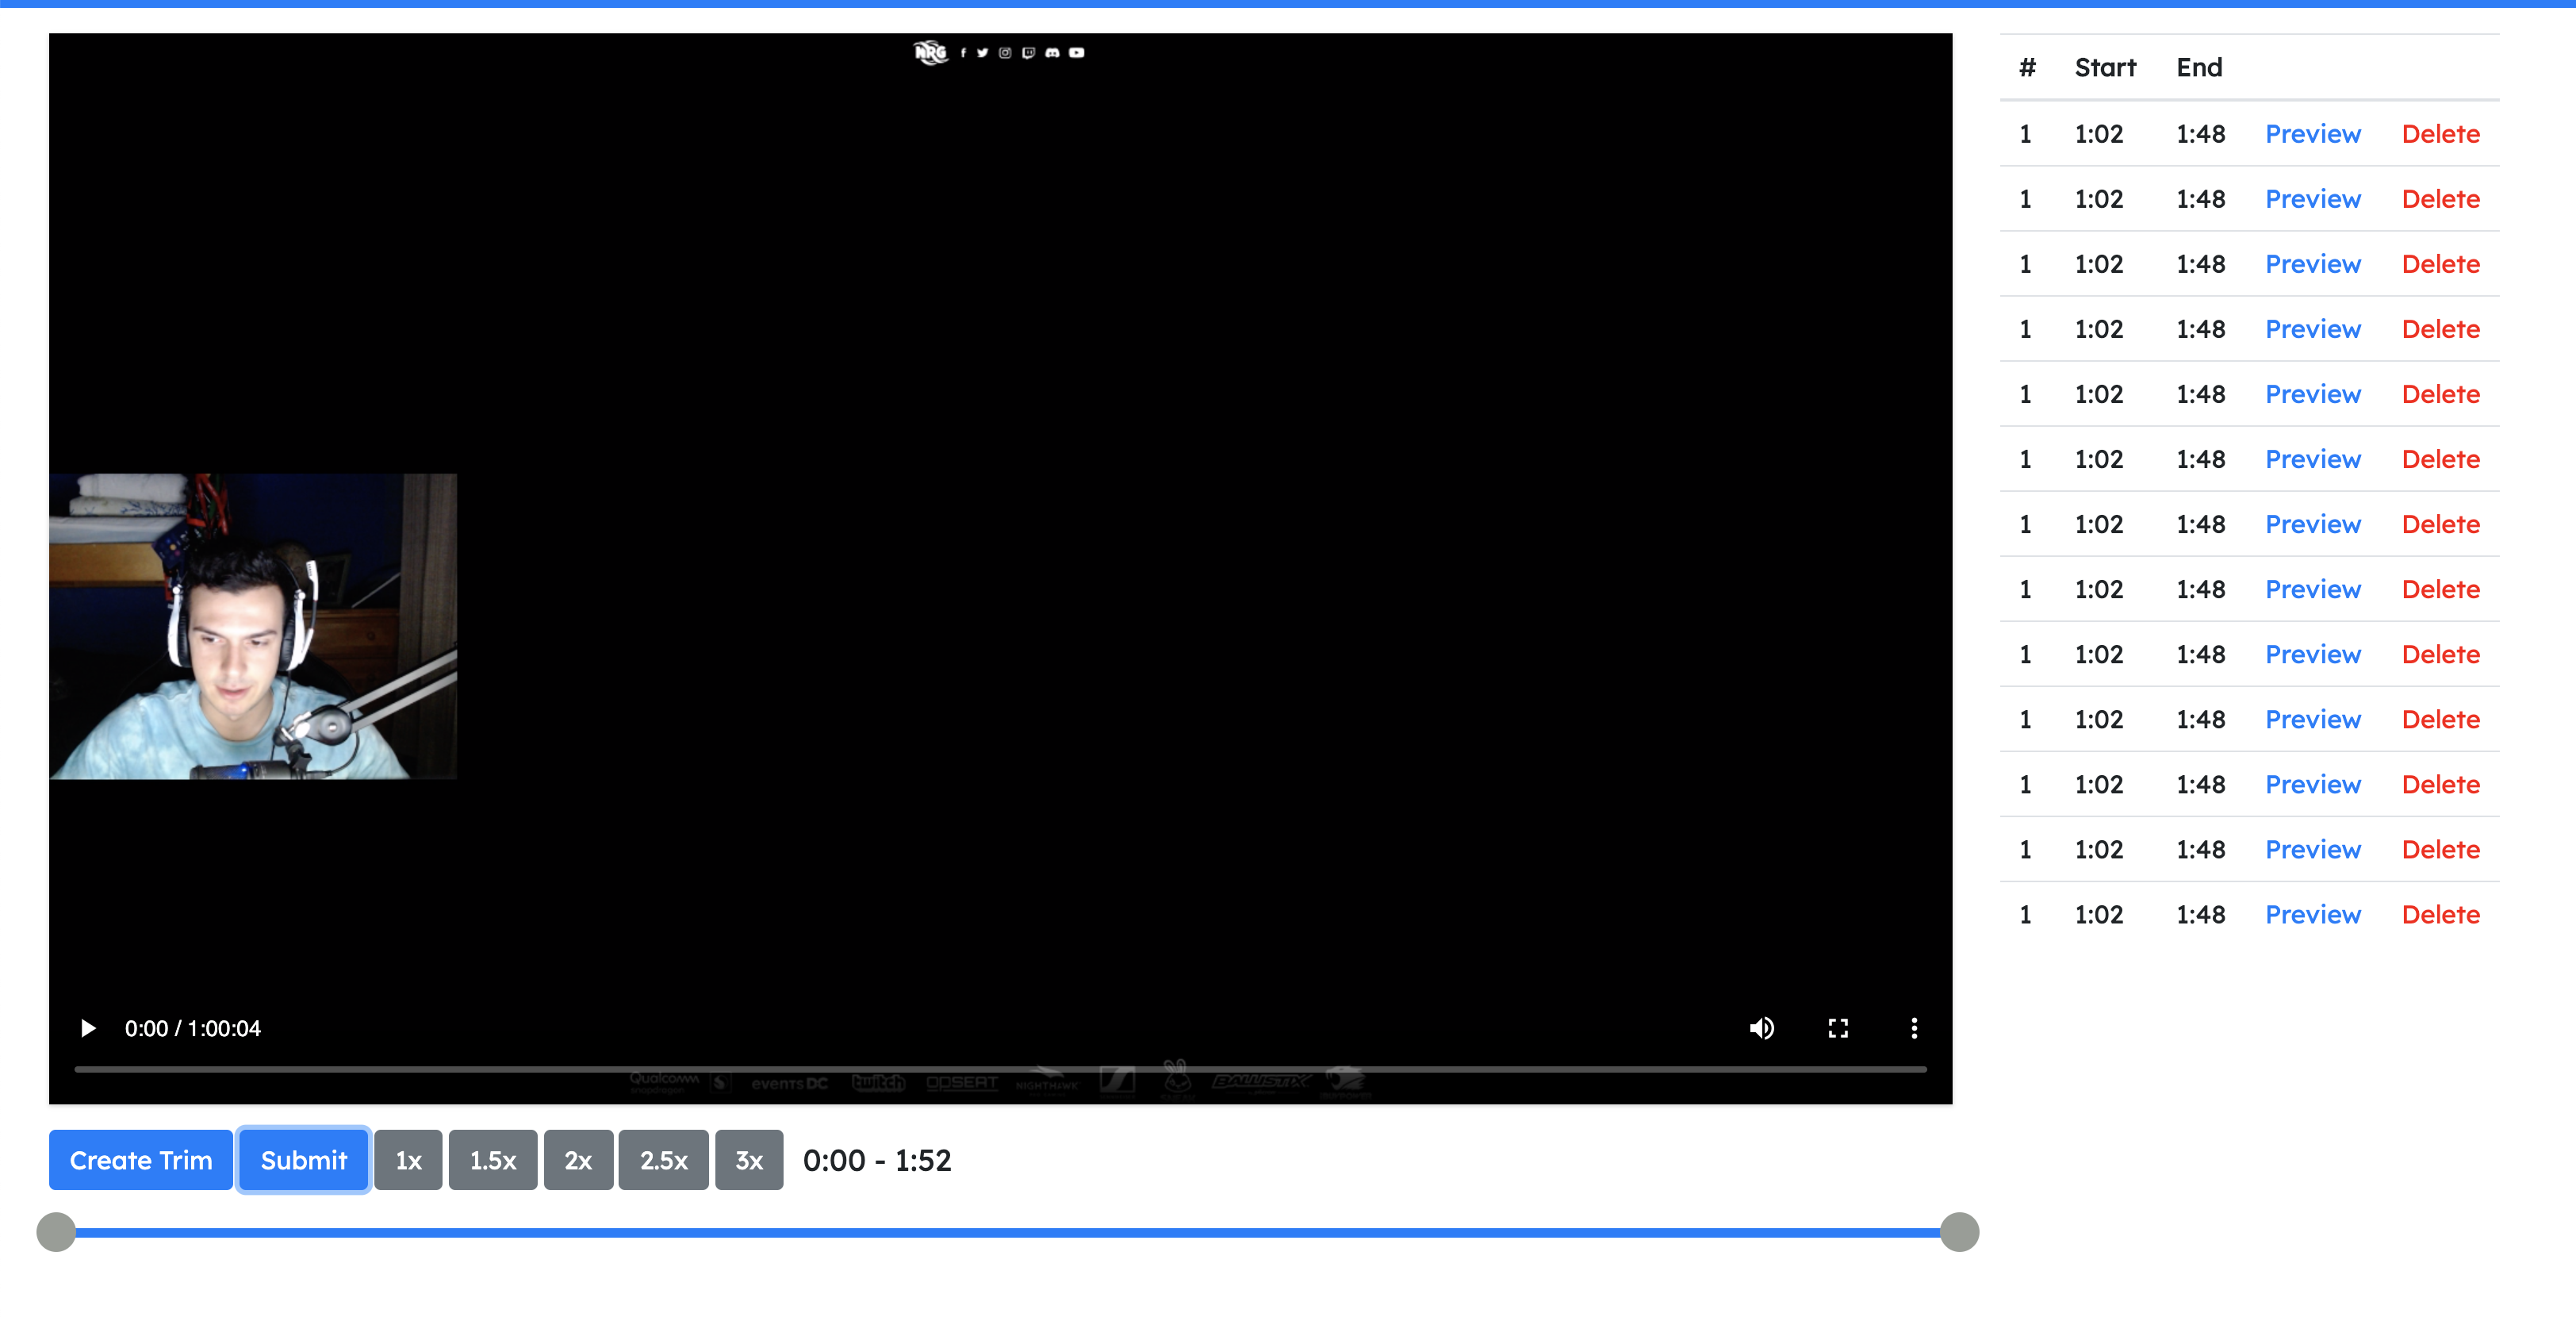 NRG
# Start End
1 1:02 1:48 Preview Delete
1 1:02 1:48 Preview Delete
1 1:02 1:48 Preview Delete
1 1:02 1:48 Preview Delete
1 1:02 1:48 Preview Delete
1 1:02 1:48 Preview Delete
1 1:02 1:48 Preview Delete
1 1:02 1:48 Preview Delete
1 1:02 1:48 Preview Delete
1 1:02 1:48 Preview Delete
1 1:02 1:48 Preview Delete
1 1:02 1:48 Preview Delete
1 1:02 1:48 Preview Delete
0:00 / 1:00:04
Qualcomm snapdragon eventsDC twitch OPSEAT NIGHTHAWK BALLISTIX
Create Trim Submit 1x 1.5x 2x 2.5x 3x 0:00 - 1:52